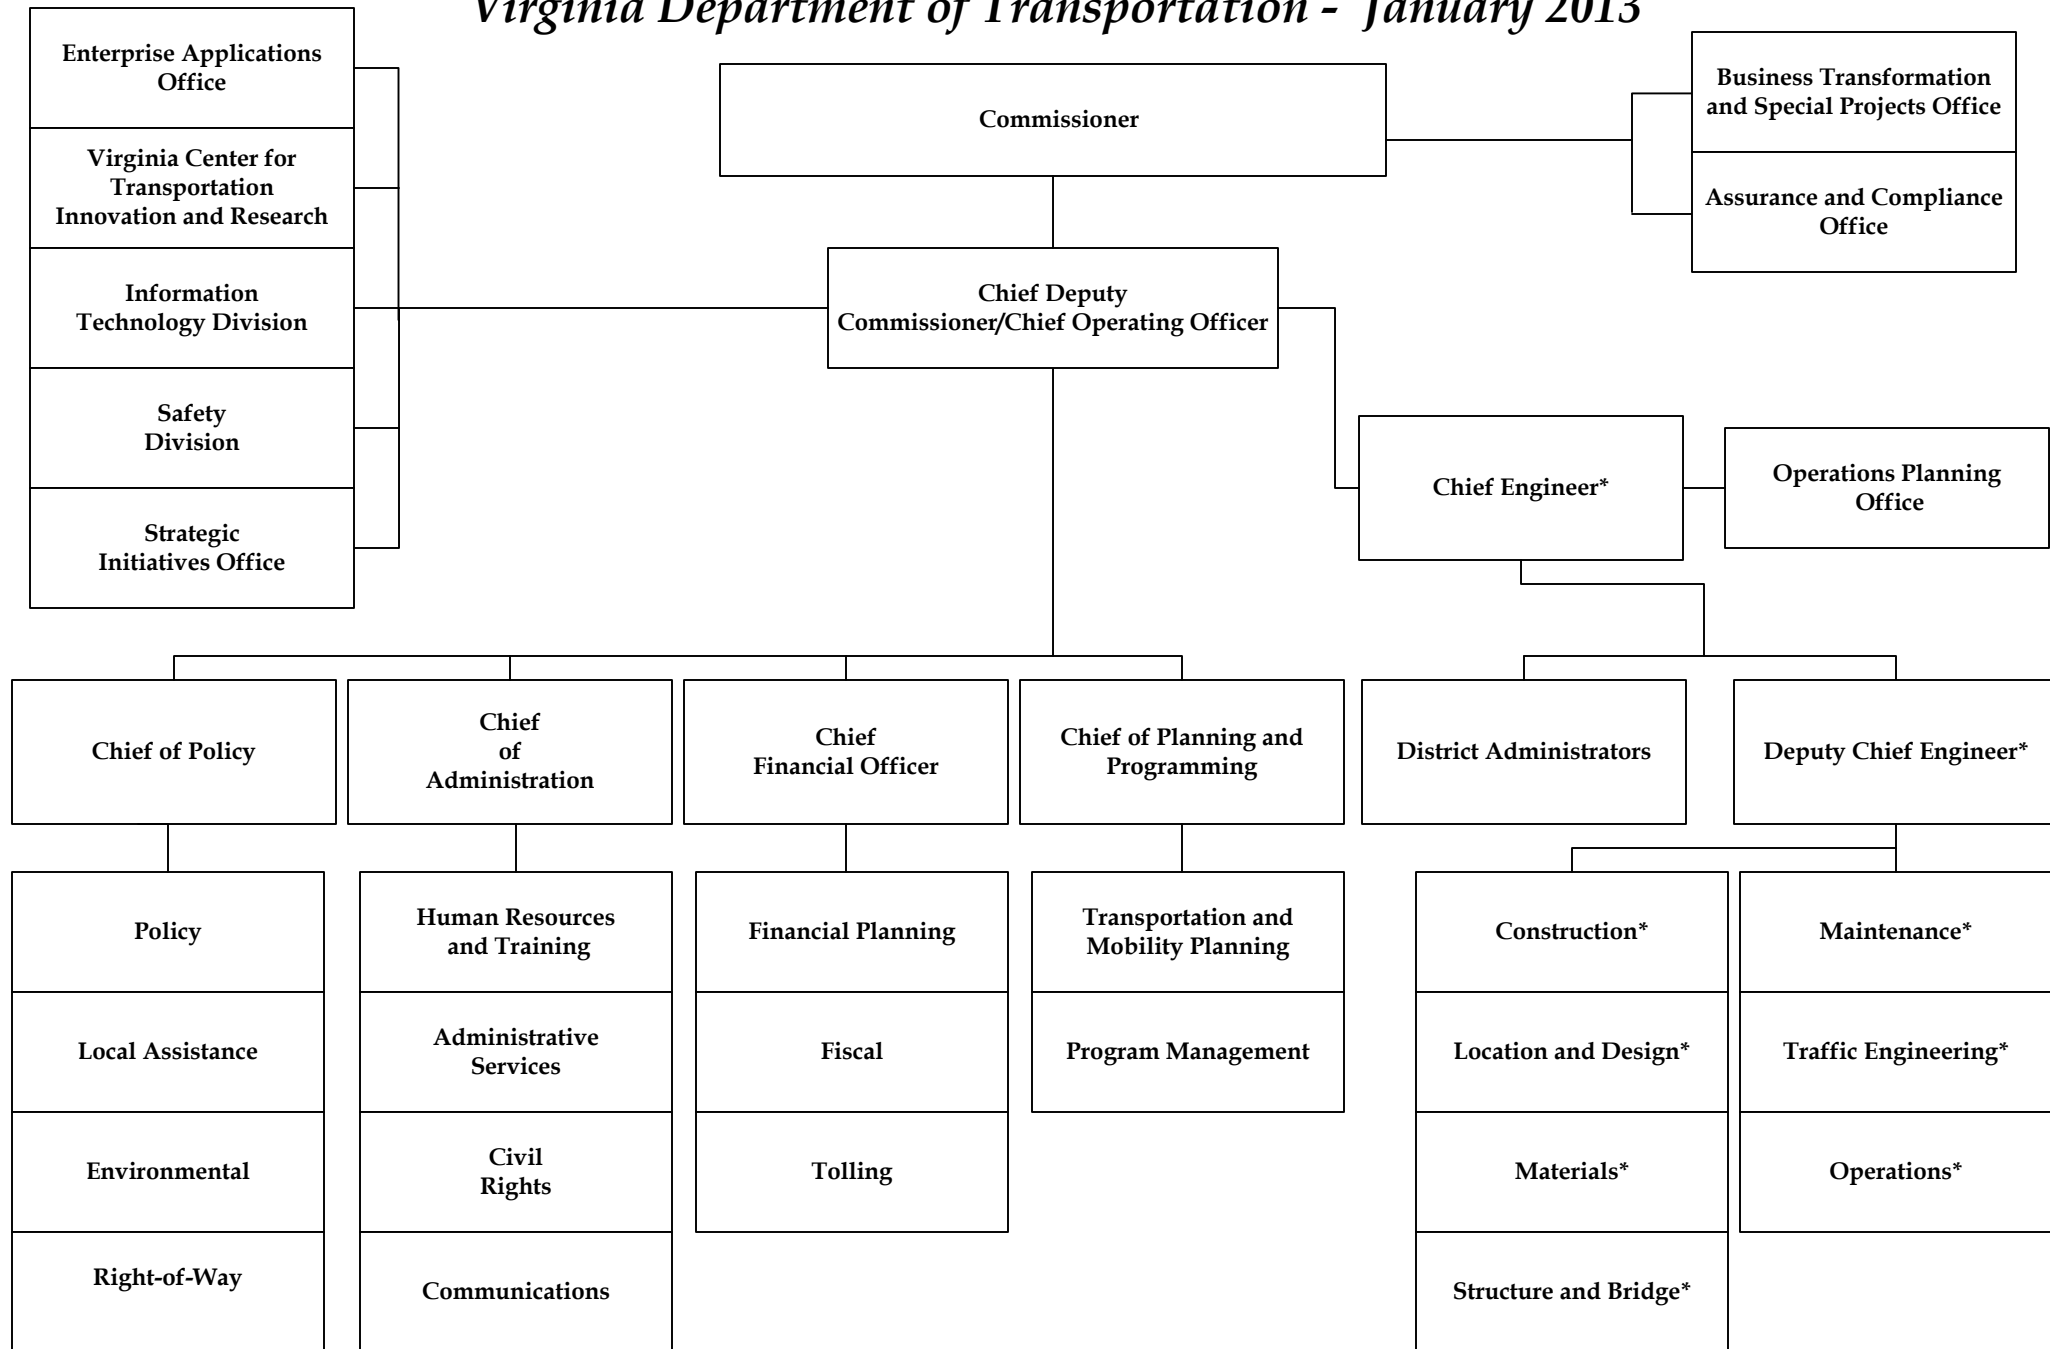 Virginia Department of Transportation - January 2013
Enterprise Applications
Office
Virginia Center for
Transportation
Innovation and Research
Information
Technology Division
Safety
Division
Strategic
Initiatives Office
Commissioner
Business Transformation
and Special Projects Office
Assurance and Compliance
Office
Chief Deputy
Commissioner/Chief Operating Officer
Chief Engineer*
Operations Planning
Office
Chief of Policy
Chief
of
Administration
Chief
Financial Officer
Chief of Planning and
Programming
District Administrators
Deputy Chief Engineer*
Policy
Local Assistance
Environmental
Right-of-Way
Human Resources
and Training
Administrative
Services
Civil
Rights
Communications
Financial Planning
Fiscal
Tolling
Transportation and
Mobility Planning
Program Management
Construction*
Location and Design*
Materials*
Structure and Bridge*
Maintenance*
Traffic Engineering*
Operations*